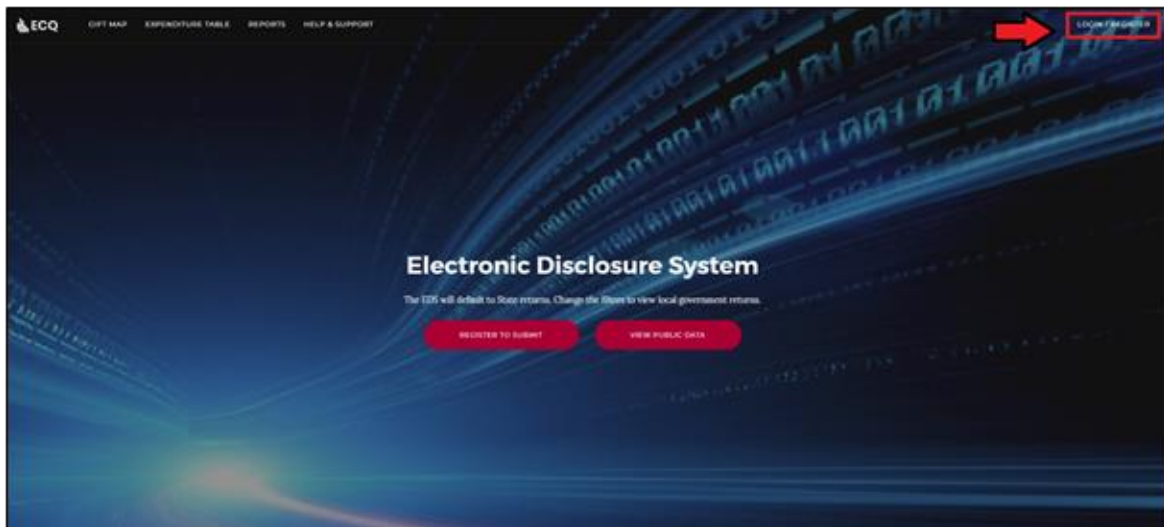 ECQ GIFT MAP EXPENDITURE TABLE REPORTS HELP & SUPPORT LOGIN / REGISTER
Electronic Disclosure System
The EDS will default to State returns. Change the filters to view local government returns.
REGISTER TO SUBMIT VIEW PUBLIC DATA